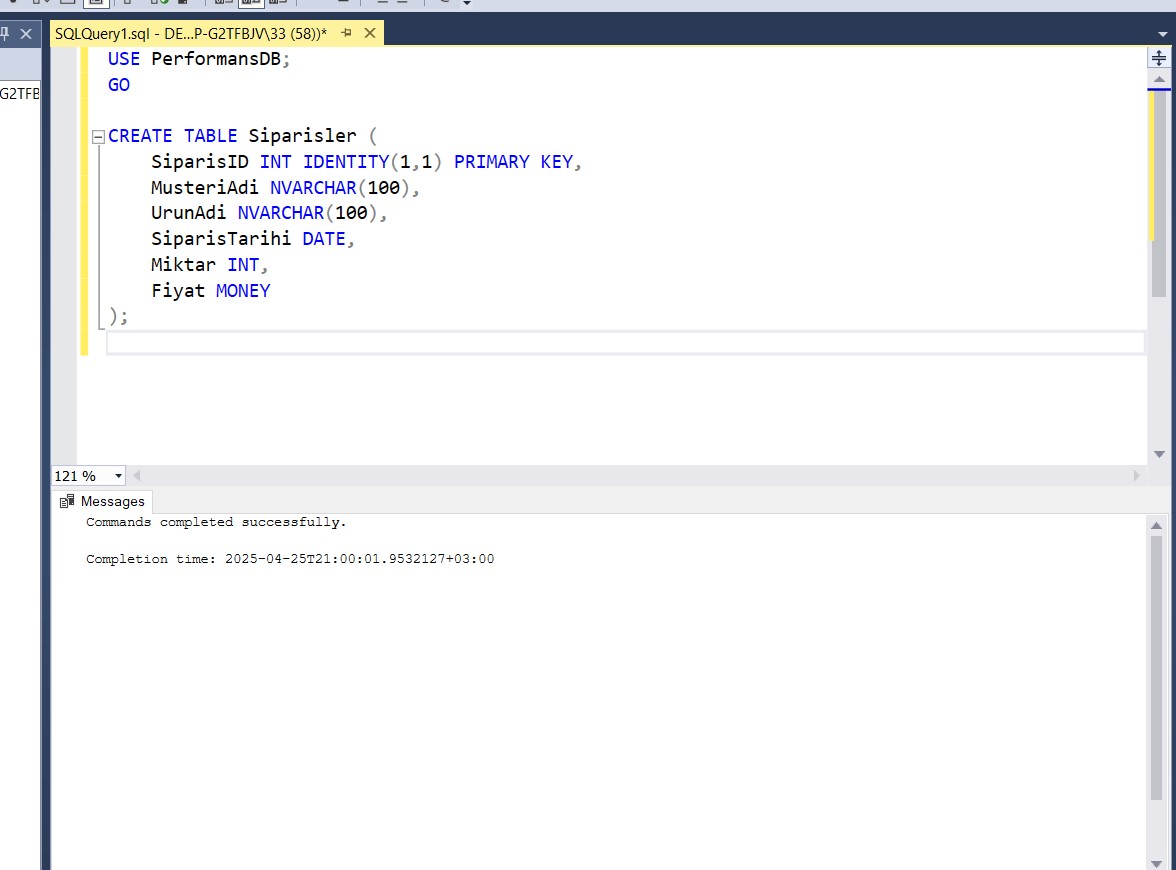 SQLQuery1.sql - DE...P-G2TFBJV\33 (58))*
G2TFB
USE PerformansDB;
GO
CREATE TABLE Siparisler (
SiparisID INT IDENTITY(1,1) PRIMARY KEY,
MusteriAdi NVARCHAR(100),
UrunAdi NVARCHAR(100),
SiparisTarihi DATE,
Miktar INT,
Fiyat MONEY
);
121 %
Messages
Commands completed successfully.
Completion time: 2025-04-25T21:00:01.9532127+03:00